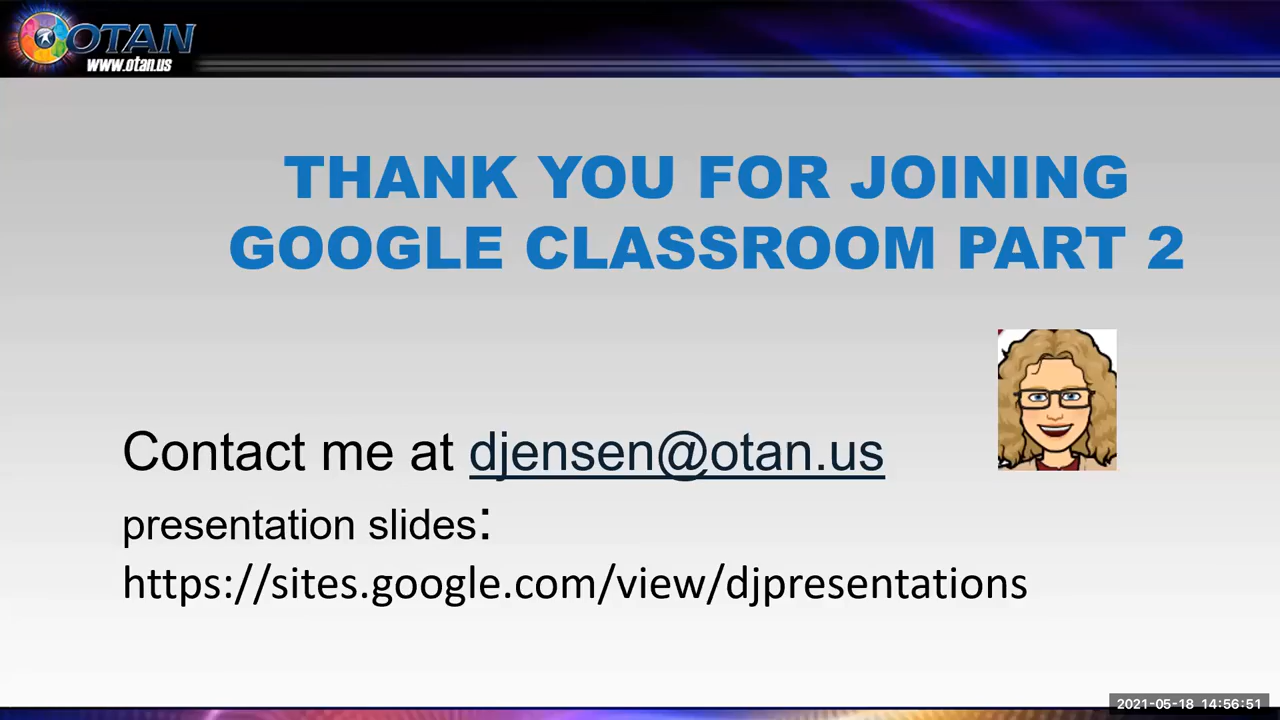 OTAN
www.otan.us
THANK YOU FOR JOINING
GOOGLE CLASSROOM PART 2
Contact me at djensen@otan.us
presentation slides:
https://sites.google.com/view/djpresentations
2021-05-18 14:56:51